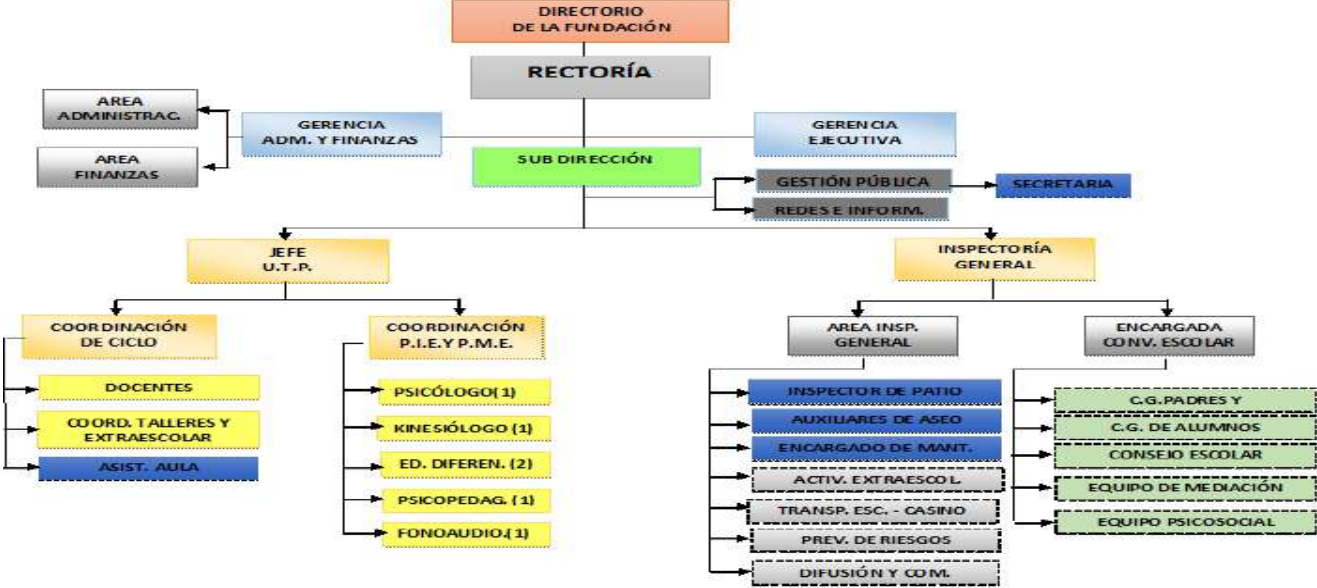 DIRECTORIO
DE LA FUNDACIÓN
RECTORÍA
AREA
ADMINISTRAC.
GERENCIA
ADM. Y FINANZAS
GERENCIA
EJECUTIVA
AREA
FINANZAS
SUB DIRECCIÓN
GESTIÓN PÚBLICA
SECRETARIA
REDES E INFORM.
JEFE
U.T.P.
INSPECTORÍA
GENERAL
COORDINACIÓN
DE CICLO
DOCENTES
COORD. TALLERES Y
EXTRAESCOLAR
ASIST. AULA
COORDINACIÓN
P.I.E.Y P.M.E.
PSICÓLOGO(1)
KINESIÓLOGO (1)
ED. DIFEREN. (2)
PSICOPEDAG. (1)
FONOAUDIO.(1)
AREA INSP.
GENERAL
INSPECTOR DE PATIO
AUXILIARES DE ASEO
ENCARGADO DE MANT.
ACTIV. EXTRAESCOL.
TRANSP. ESC. - CASINO
PREV. DE RIESGOS
DIFUSIÓN Y COM.
ENCARGADA
CONV. ESCOLAR
C.G.PADRES Y
C.G. DE ALUMNOS
CONSEJO ESCOLAR
EQUIPO DE MEDIACIÓN
EQUIPO PSICOSOCIAL